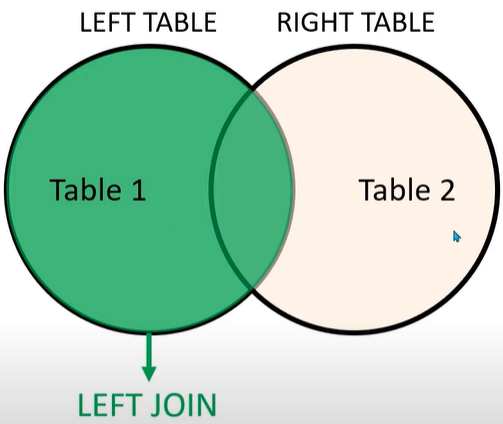 LEFT TABLE
RIGHT TABLE
Table 1
Table 2
LEFT JOIN